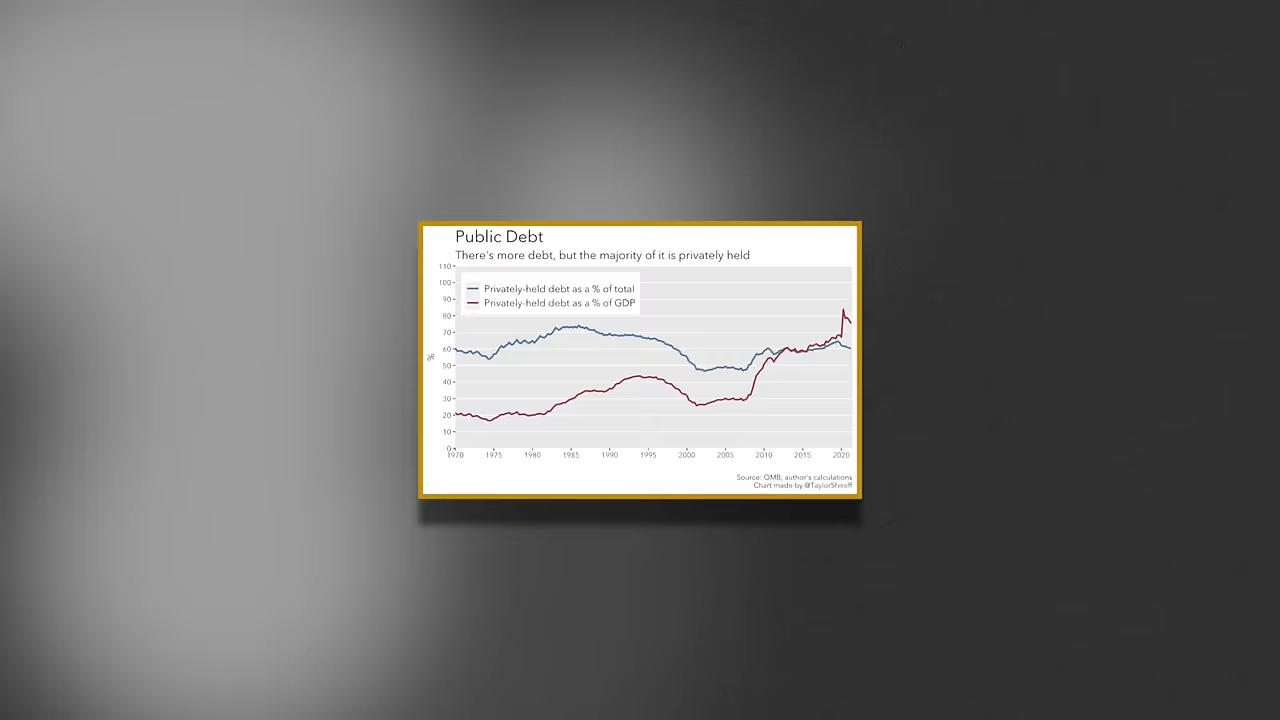 Public Debt
There's more debt, but the majority of it is privately held
110
100
90
80
70
60
50
40
30
20
10
0
%
Privately-held debt as a % of total
Privately-held debt as a % of GDP
1970 1975 1980 1985 1990 1995 2000 2005 2010 2015 2020
Source: OMB, author's calculations
Chart made by @TaylorShiroff